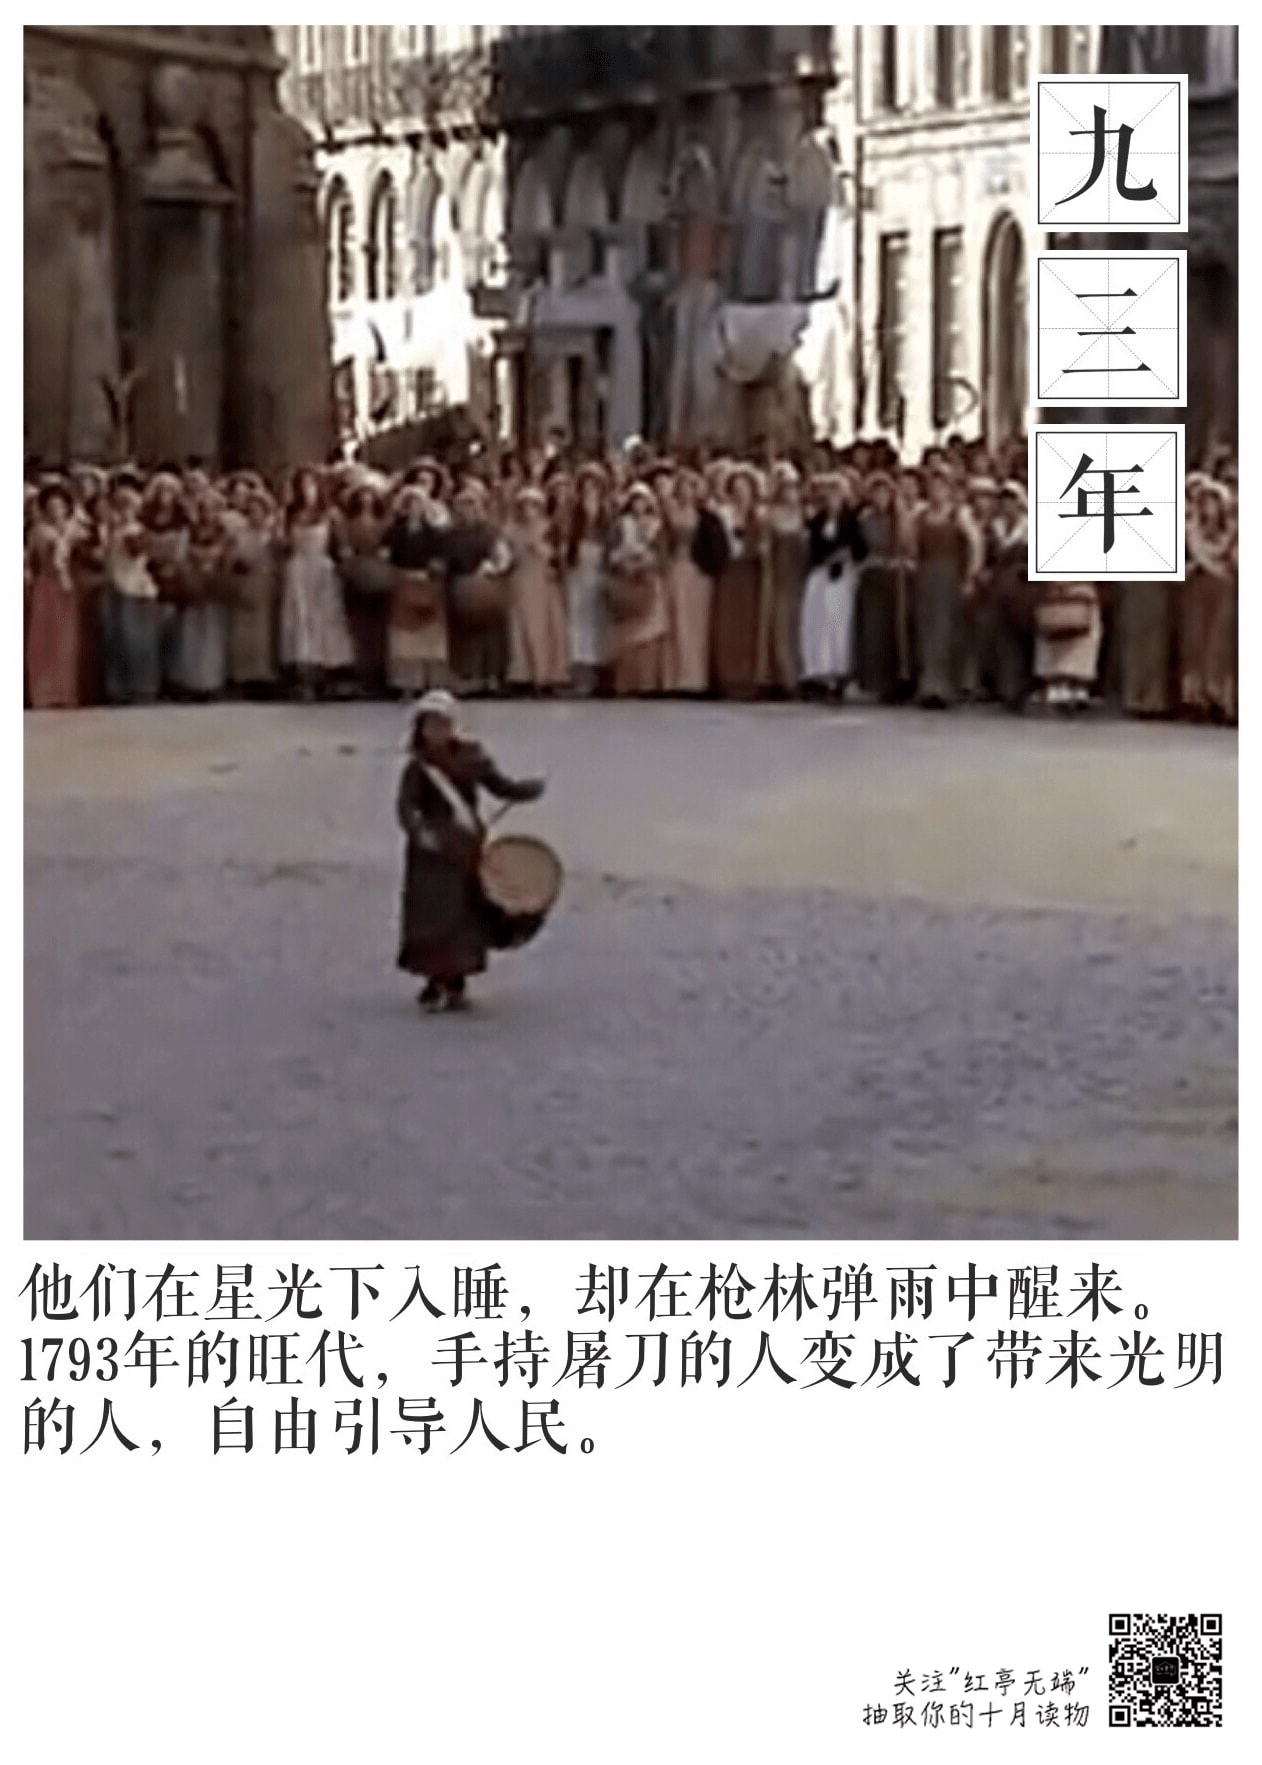 九三年
他们在星光下入睡，却在枪林弹雨中醒来。
1793年的旺代，手持屠刀的人变成了带来光明
的人，自由引导人民。
关注"红亭无端"
抽取你的十月读物